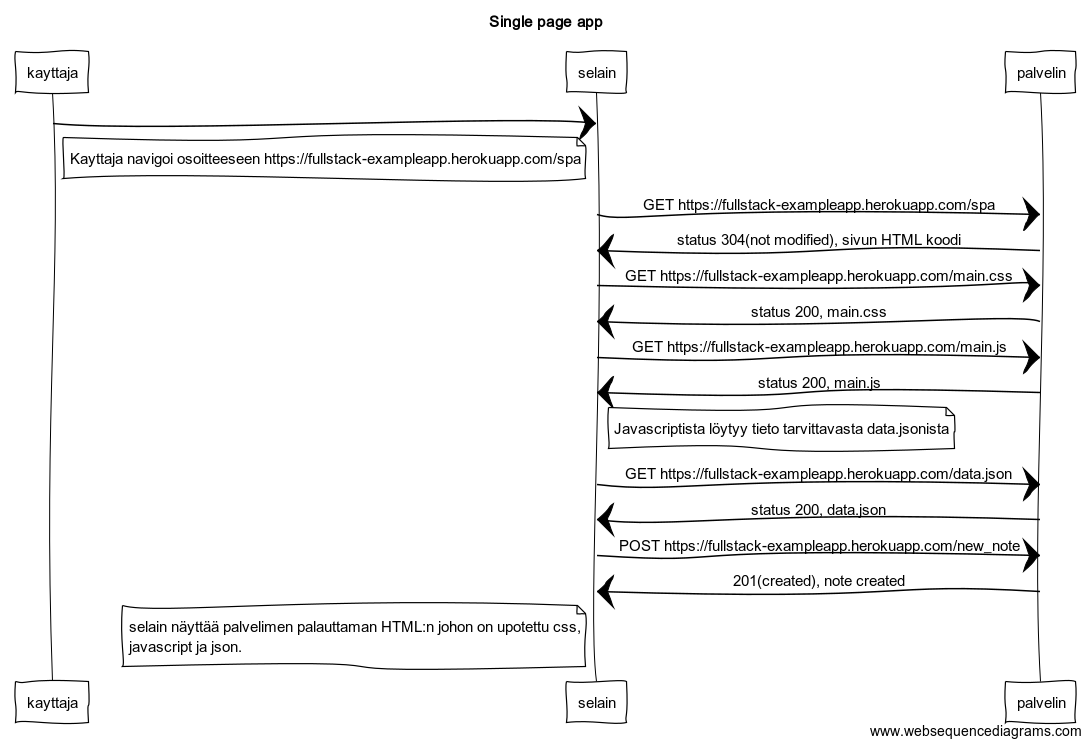 Single page app
kayttaja
selain
palvelin
Kayttaja navigoi osoitteeseen https://fullstack-exampleapp.herokuapp.com/spa
GET https://fullstack-exampleapp.herokuapp.com/spa
status 304(not modified), sivun HTML koodi
GET https://fullstack-exampleapp.herokuapp.com/main.css
status 200, main.css
GET https://fullstack-exampleapp.herokuapp.com/main.js
status 200, main.js
Javascriptista löytyy tieto tarvittavasta data.jsonista
GET https://fullstack-exampleapp.herokuapp.com/data.json
status 200, data.json
POST https://fullstack-exampleapp.herokuapp.com/new_note
201(created), note created
selain näyttää palvelimen palauttaman HTML:n johon on upotettu css,
javascript ja json.
kayttaja
selain
palvelin
www.websequencediagrams.com